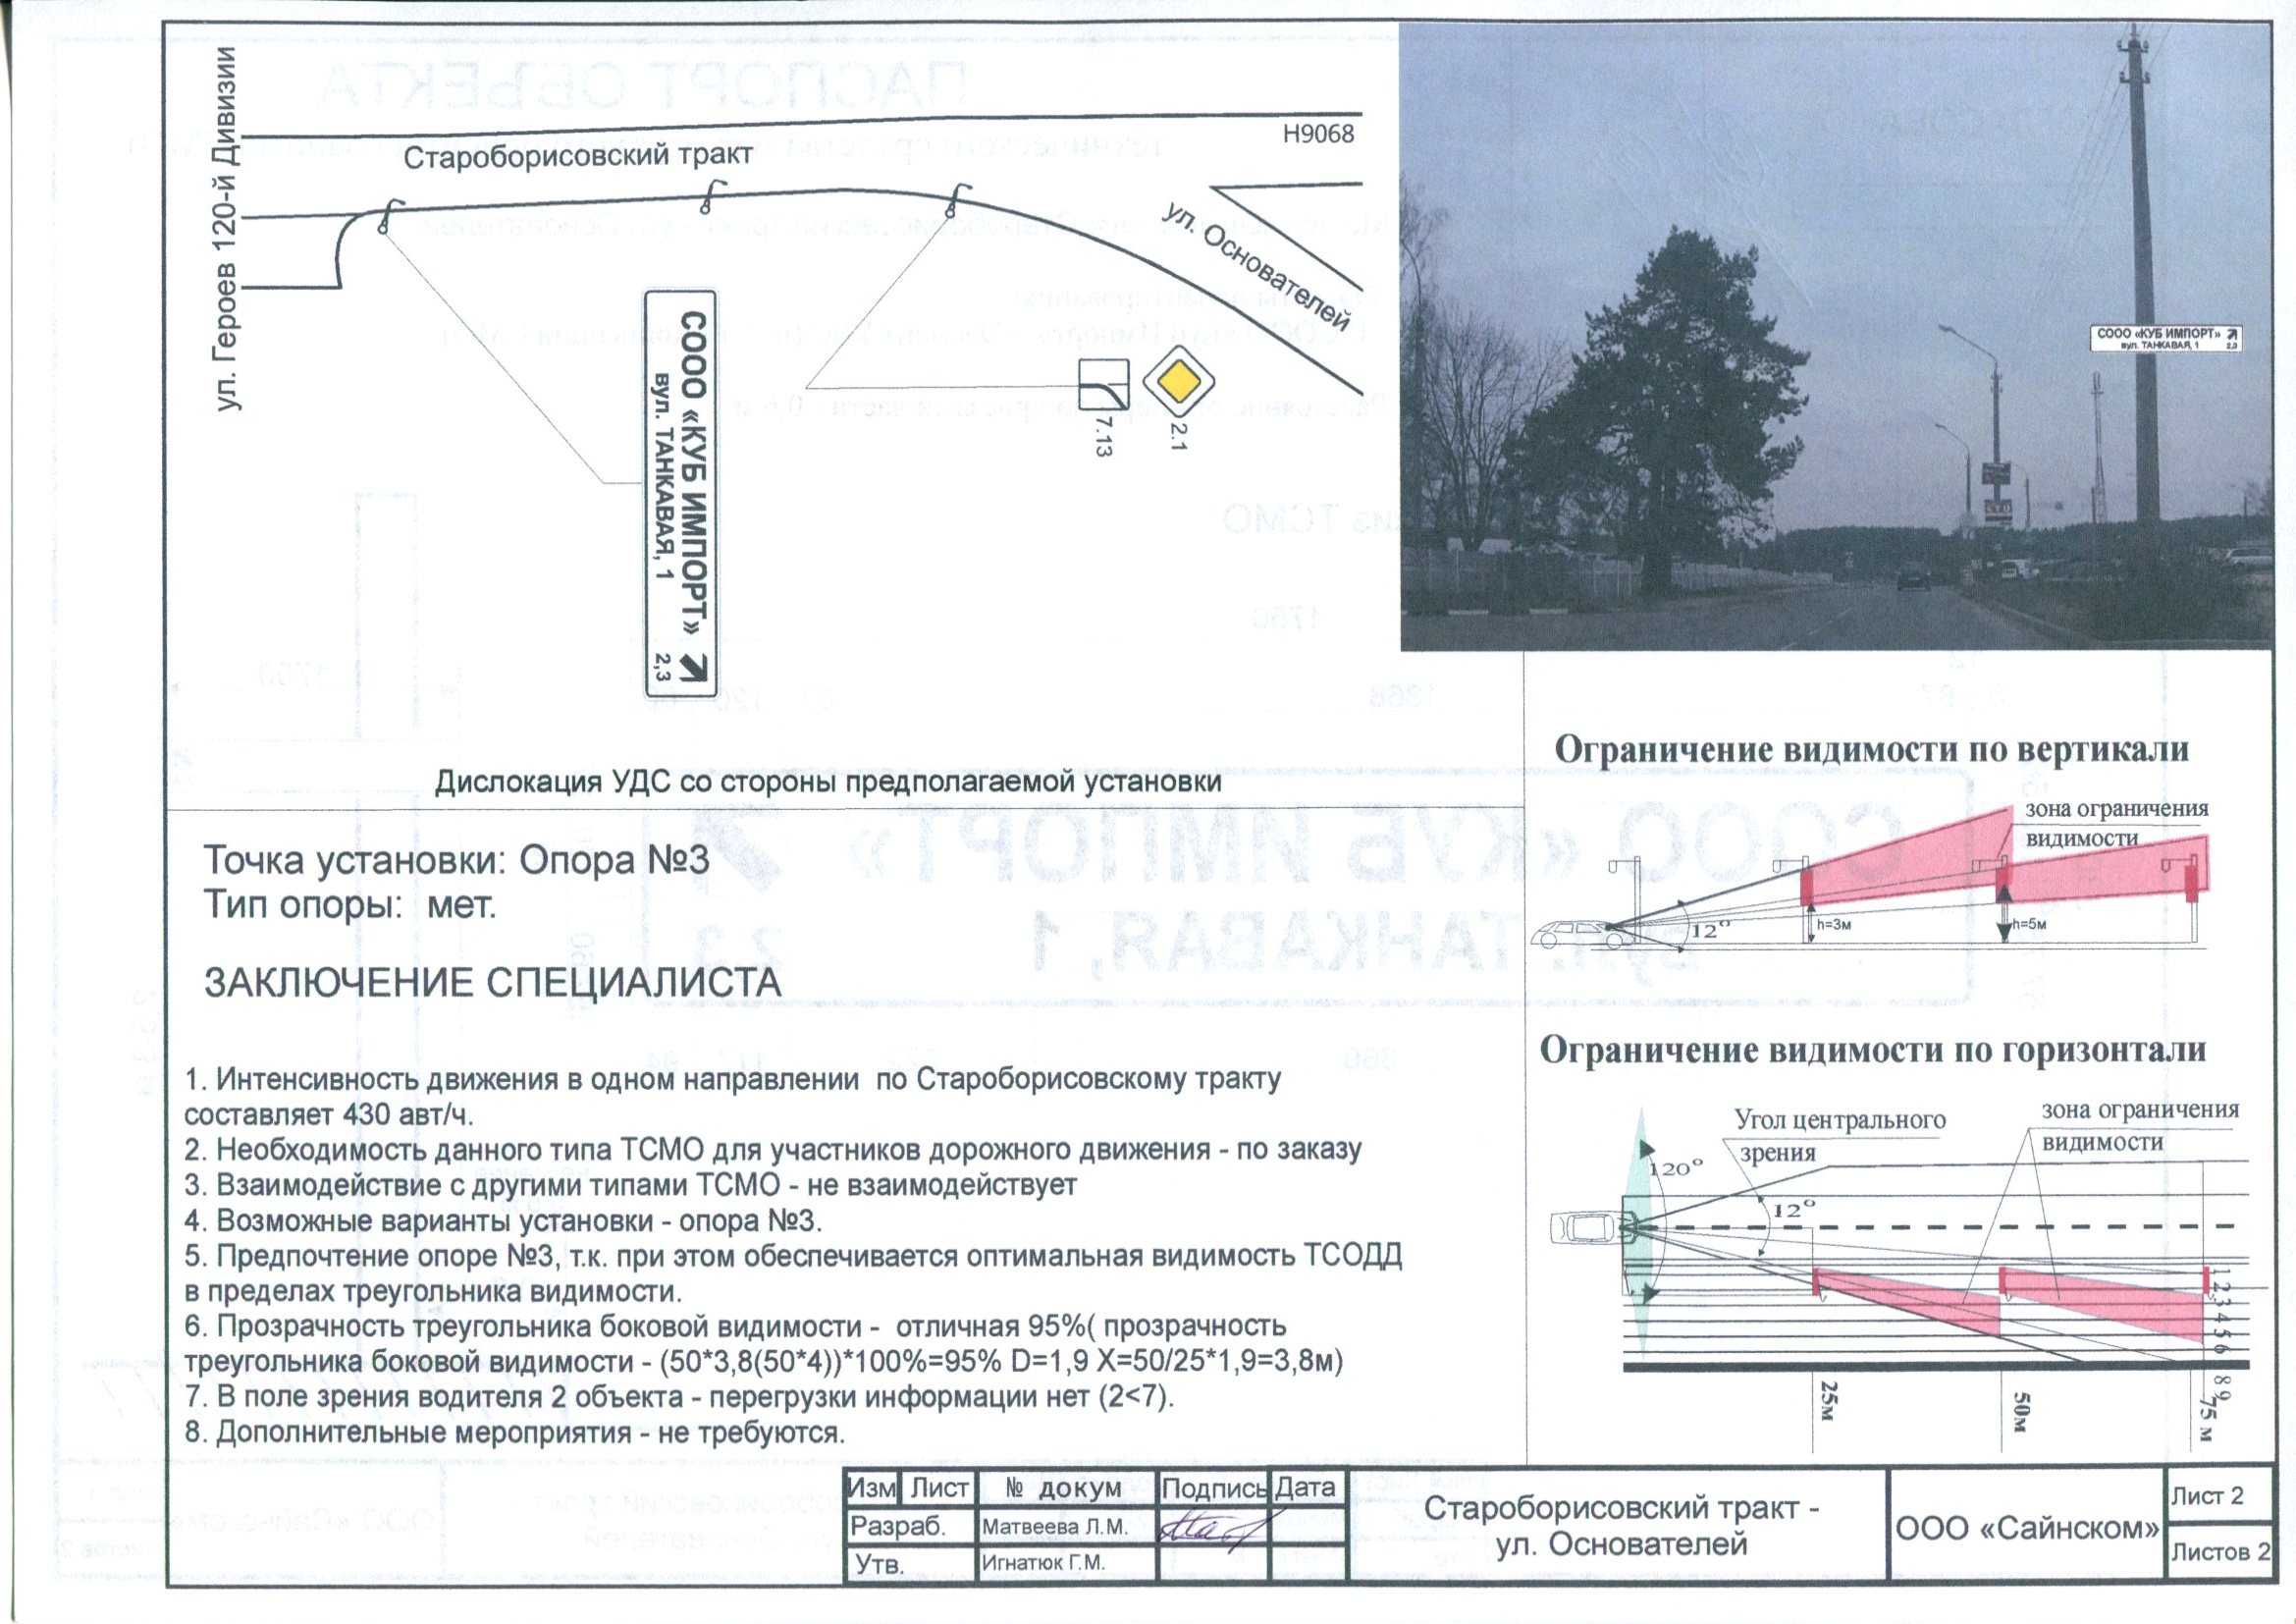 ул. Героев 120-й Дивизии
Староборисовский тракт
Н9068
ул. Основателей
СООО «КУБ ИМПОРТ»
вул. ТАНКАВАЯ, 1
2,3
7.13
2.1
Дислокация УДС со стороны предполагаемой установки
СООО «КУБ ИМПОРТ»
вул. ТАНКАВАЯ, 1 2,3
Точка установки: Опора №3
Тип опоры: мет.
ЗАКЛЮЧЕНИЕ СПЕЦИАЛИСТА
1. Интенсивность движения в одном направлении по Староборисовскому тракту
составляет 430 авт/ч.
2. Необходимость данного типа ТСМО для участников дорожного движения - по заказу
3. Взаимодействие с другими типами ТСМО - не взаимодействует
4. Возможные варианты установки - опора №3.
5. Предпочтение опоре №3, т.к. при этом обеспечивается оптимальная видимость ТСОДД
в пределах треугольника видимости.
6. Прозрачность треугольника боковой видимости - отличная 95%( прозрачность
треугольника боковой видимости - (50*3,8(50*4))*100%=95% D=1,9 X=50/25*1,9=3,8м)
7. В поле зрения водителя 2 объекта - перегрузки информации нет (2<7).
8. Дополнительные мероприятия - не требуются.
Ограничение видимости по вертикали
зона ограничения
видимости
12°
h=3м
h=5м
Ограничение видимости по горизонтали
Угол центрального
зрения
зона ограничения
видимости
120°
12°
1 2 3 4 5 6
8 9
25м
50м
75 м
Изм Лист № докум Подпись Дата
Разраб. Матвеева Л.М.
Утв. Игнатюк Г.М.
Староборисовский тракт -
ул. Основателей
ООО «Сайнском»
Лист 2
Листов 2